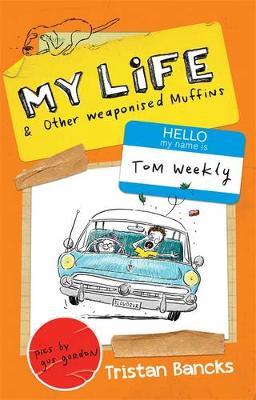 MY LiFE
& Other weaponised Muffins
HELLO
my name is
Tom Weekly
pics by
gus gordon
Tristan Bancks